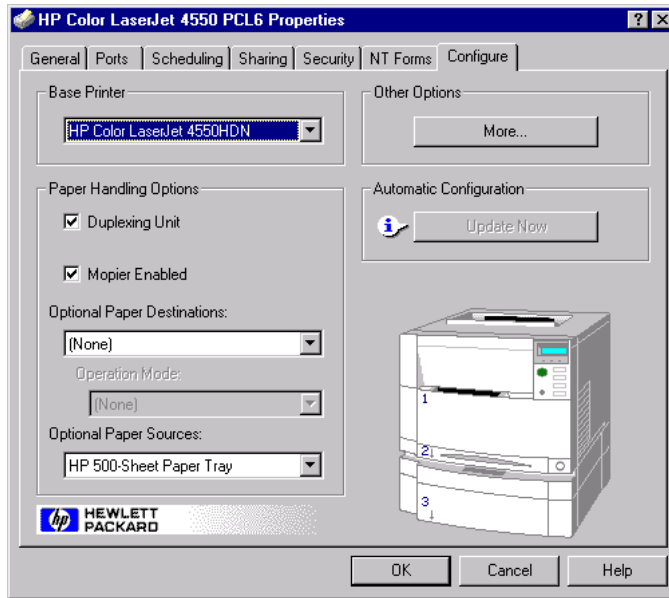 HP Color LaserJet 4550 PCL6 Properties
General Ports Scheduling Sharing Security NT Forms Configure
Base Printer
HP Color LaserJet 4550HDN
Other Options
More...
Paper Handling Options
Duplexing Unit
Mopier Enabled
Optional Paper Destinations:
(None)
Operation Mode:
(None)
Optional Paper Sources:
HP 500-Sheet Paper Tray
Automatic Configuration
Update Now
1
2
3
hp HEWLETT
PACKARD
OK Cancel Help